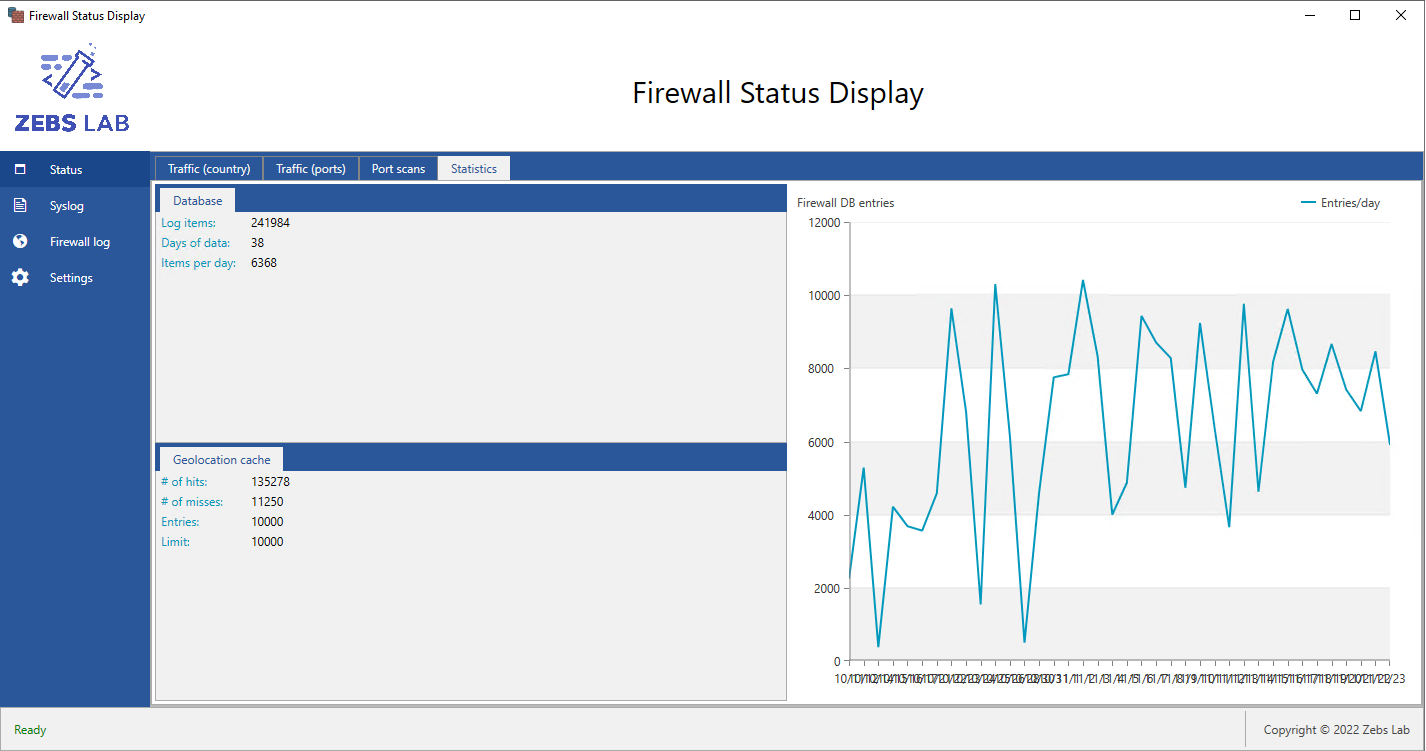 Firewall Status Display
ZEBS LAB
Firewall Status Display
Status
Syslog
Firewall log
Settings
Traffic (country) Traffic (ports) Port scans Statistics
Database
Log items: 241984
Days of data: 38
Items per day: 6368
Geolocation cache
# of hits: 135278
# of misses: 11250
Entries: 10000
Limit: 10000
Firewall DB entries
Entries/day
12000
10000
8000
6000
4000
2000
0
Ready
Copyright © 2022 Zebs Lab